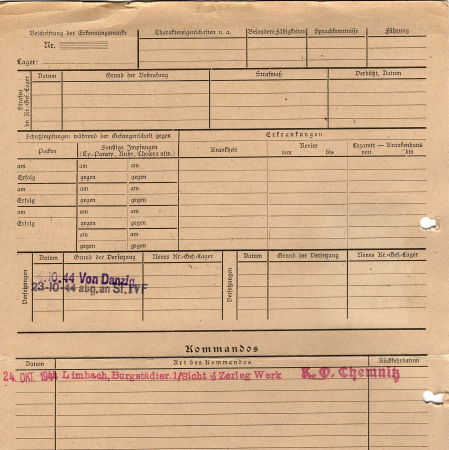 Beschriftung der Erkennungsmarke
Nr.
Lager:
Charaktereigenschaften u. a.
Besondere Fähigkeiten
Sprachkenntnisse
Führung
Strafen im Kr.-Gef.-Lager
Datum
Grund der Bestrafung
Strafmaß
Verbüßt, Datum
Schutzimpfungen während der Gefangenschaft gegen
Erkrankungen
Pocken
Sonstige Impfungen
(Ty.-Paraty., Ruhr, Cholera usw.)
Krankheit
Revier
von bis
Lazarett — Krankenhaus
von bis
am am am
Erfolg gegen gegen
am am am
Erfolg gegen gegen
am am am
Erfolg gegen gegen
am am
gegen gegen
Versetzungen
Datum
Grund der Versetzung
Neues Kr.-Gef.-Lager
Versetzungen
Datum
Grund der Versetzung
Neues Kr.-Gef.-Lager
10. 44 Von Danzig
23-10-44 abg. an St. IVF
Kommandos
Datum
Art des Kommandos
Rückkehrdatum
24. OKT. 1944 Limbach, Burgstädter. 1/Sicht Zerleg Werk K. D. Chemnitz